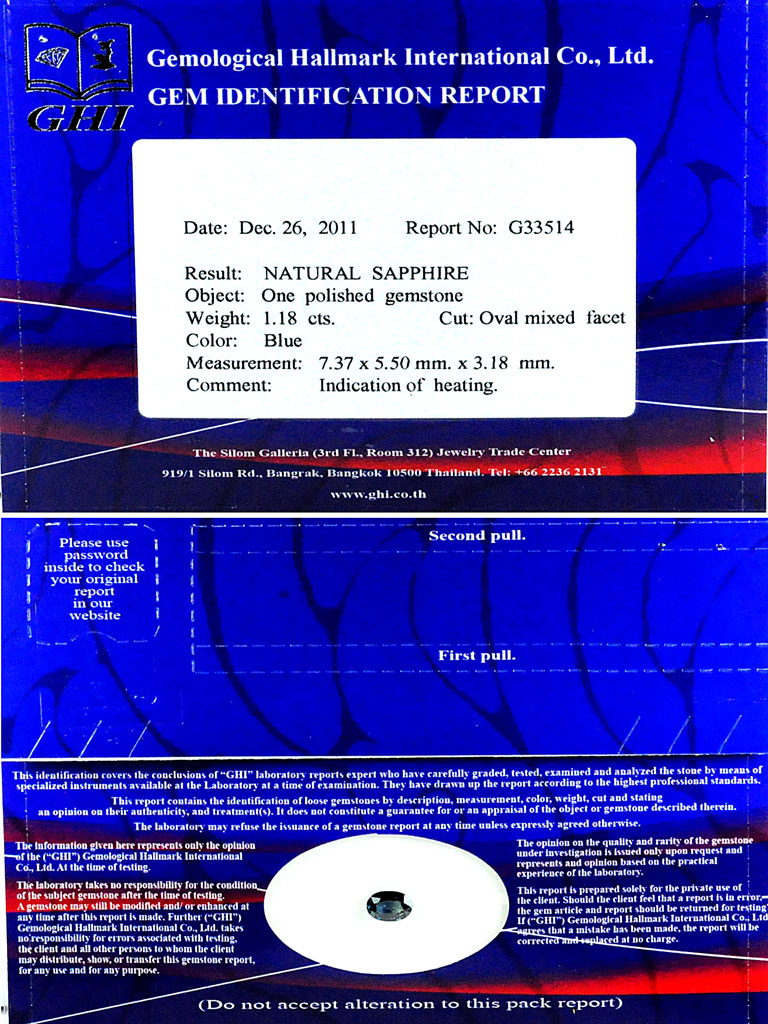 GHI
Gemological Hallmark International Co., Ltd.
GEM IDENTIFICATION REPORT
Date: Dec. 26, 2011 Report No: G33514
Result: NATURAL SAPPHIRE
Object: One polished gemstone
Weight: 1.18 cts. Cut: Oval mixed facet
Color: Blue
Measurement: 7.37 x 5.50 mm. x 3.18 mm.
Comment: Indication of heating.
The Silom Galleria (3rd Fl., Room 312) Jewelry Trade Center
919/1 Silom Rd., Bangrak, Bangkok 10500 Thailand. Tel: +66 2236 2131
www.ghi.co.th
Please use
password
inside to check
your original
report
in our
website
Second pull.
First pull.
This identification covers the conclusions of “GHI” laboratory reports expert who have carefully graded, tested, examined and analyzed the stone by means of
specialized instruments available at the Laboratory at a time of examination. They have drawn up the report according to the highest professional standards.
This report contains the identification of loose gemstones by description, measurement, color, weight, cut and stating
an opinion on their authenticity, and treatment(s). It does not constitute a guarantee for or an appraisal of the object or gemstone described therein.
The laboratory may refuse the issuance of a gemstone report at any time unless expressly agreed otherwise.
The information given here represents only the opinion
of the (“GHI”) Gemological Hallmark International
Co., Ltd. At the time of testing.
The laboratory takes no responsibility for the condition
of the subject gemstone after the time of testing.
A gemstone may still be modified and/ or enhanced at
any time after this report is made. Further (“GHI”)
Gemological Hallmark International Co., Ltd. takes
no responsibility for errors associated with testing,
the client and all other persons to whom the client
may distribute, show, or transfer this gemstone report,
for any use and for any purpose.
The opinion on the quality and rarity of the gemstone
under investigation is issued only upon request and
represents and opinion based on the practical
experience of the laboratory.
This report is prepared solely for the private use of
the client. Should the client feel that a report is in error,
the gem article and report should be returned for testing
If (“GHI”) Gemological Hallmark International Co., Ltd
agrees that a mistake has been made, the report will be
corrected and replaced at no charge.
(Do not accept alteration to this pack report)